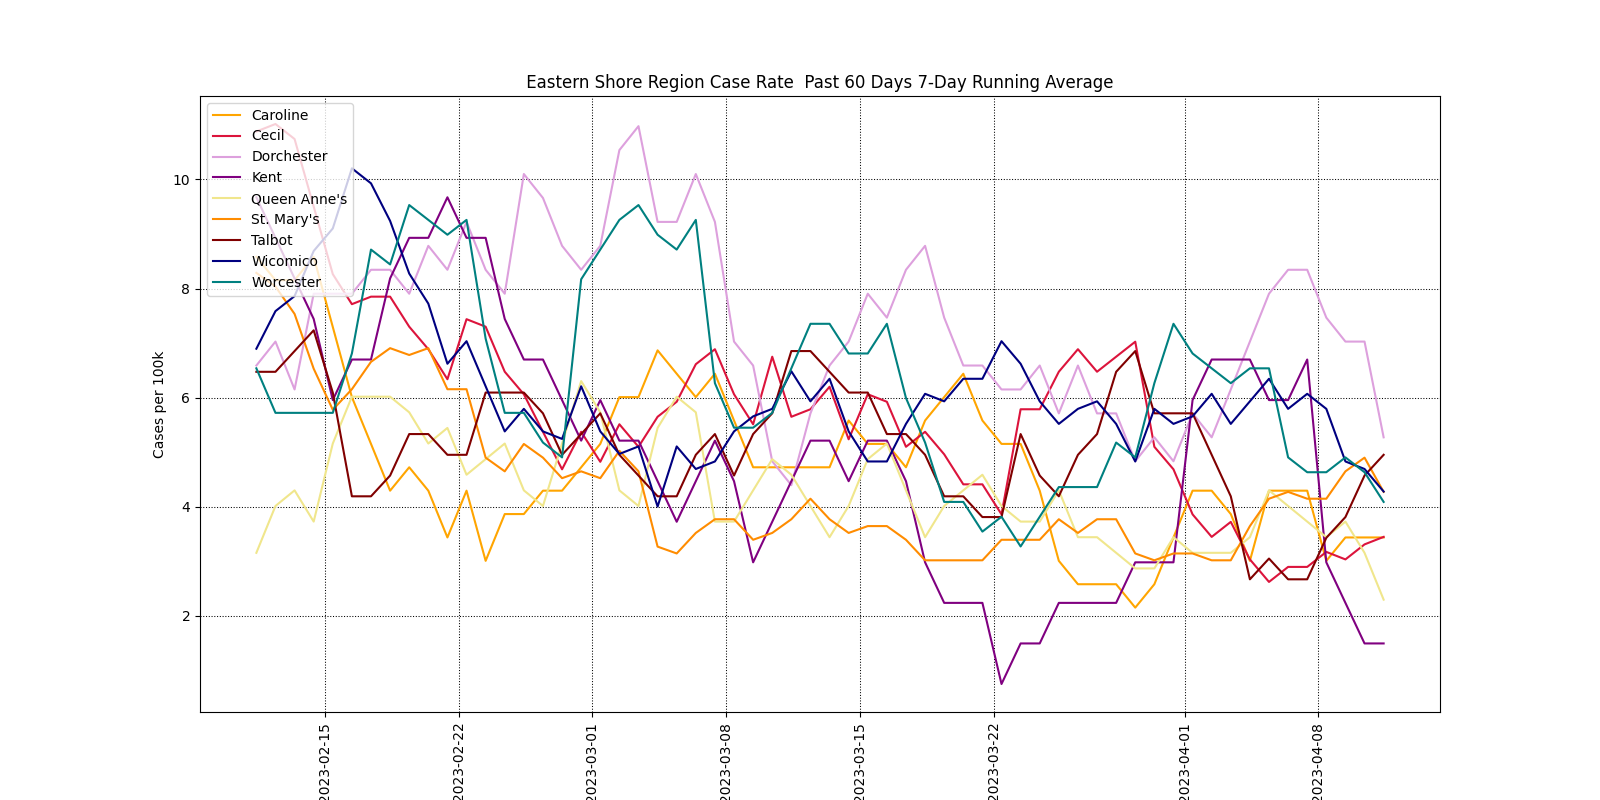 Eastern Shore Region Case Rate  Past 60 Days 7-Day Running Average
Caroline
Cecil
Dorchester
Kent
Queen Anne's
St. Mary's
Talbot
Wicomico
Worcester
Cases per 100k
10
8
6
4
2
2023-02-15
2023-02-22
2023-03-01
2023-03-08
2023-03-15
2023-03-22
2023-04-01
2023-04-08